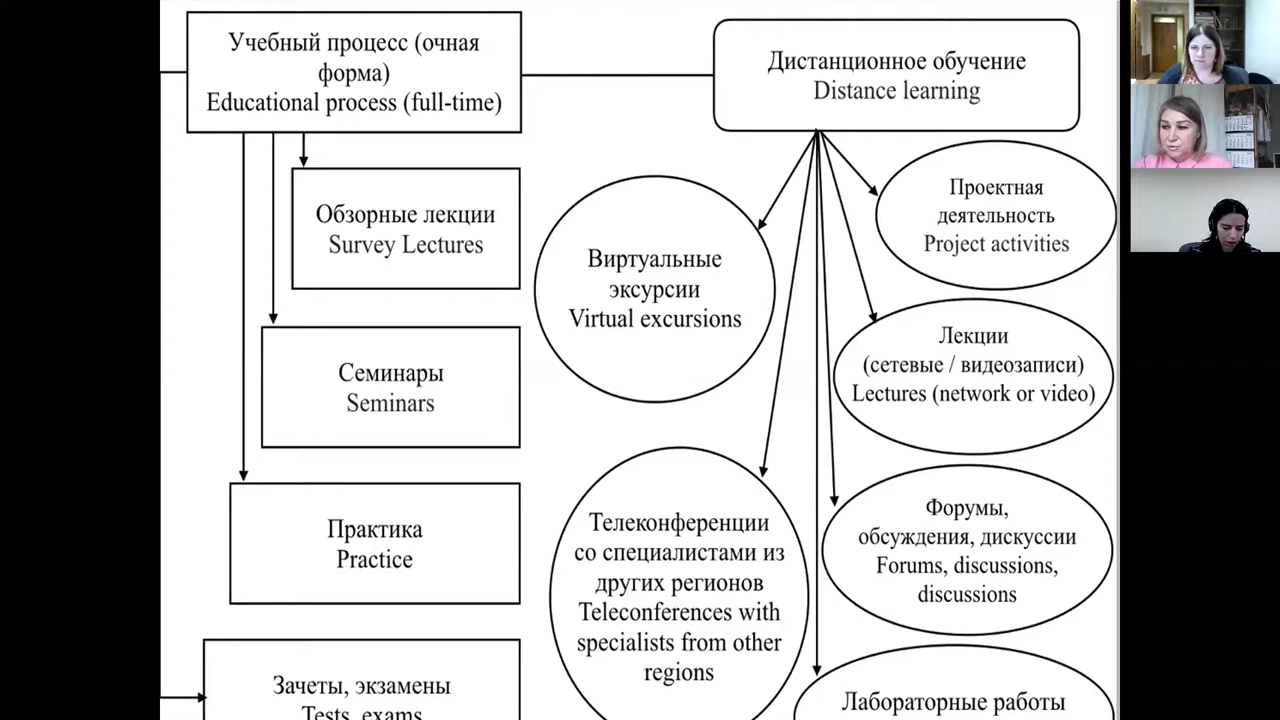 Учебный процесс (очная
форма)
Educational process (full-time)
Дистанционное обучение
Distance learning
Обзорные лекции
Survey Lectures
Семинары
Seminars
Практика
Practice
Зачеты, экзамены
Tests, exams
Виртуальные
экскурсии
Virtual excursions
Телеконференции
со специалистами из
других регионов
Teleconferences with
specialists from other
regions
Проектная
деятельность
Project activities
Лекции
(сетевые / видеозаписи)
Lectures (network or video)
Форумы,
обсуждения, дискуссии
Forums, discussions,
discussions
Лабораторные работы